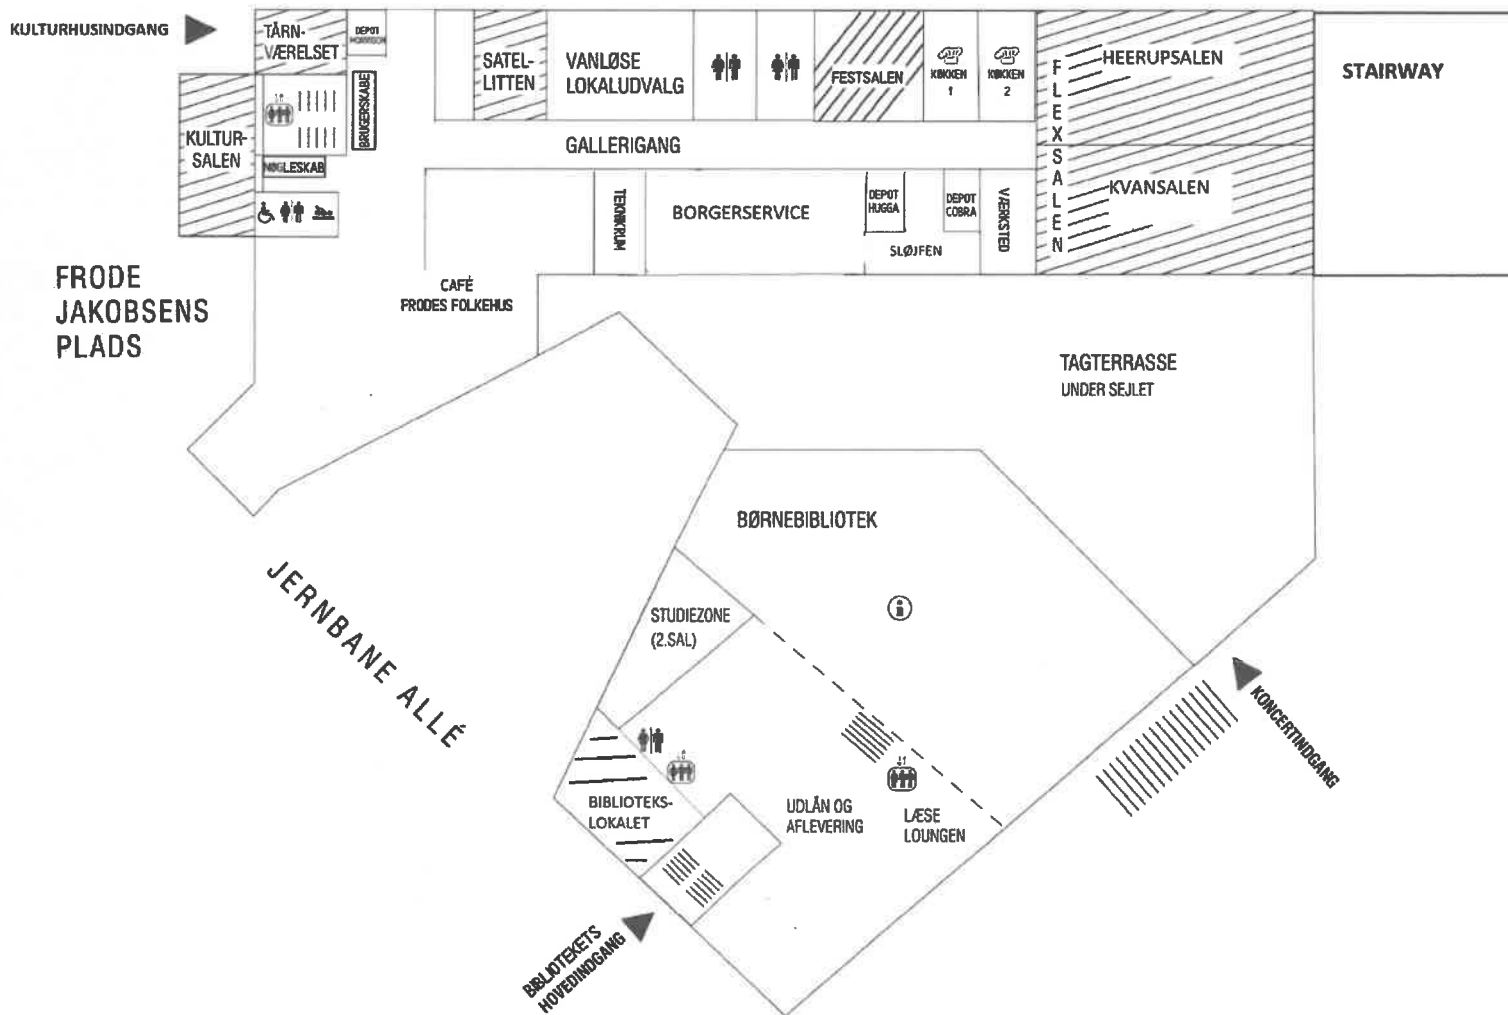 KULTURHUSINDGANG
TÅRN-
VÆRELSET
DEPOT
SATEL-
LITTEN
VANLØSE
LOKALUDVALG
FESTSALEN
KØKKEN
1
KØKKEN
2
FLEXSALEN
HEERUPSALEN
STAIRWAY
KULTUR-
SALEN
BRUGERSKABE
NØGLESKAB
GALLERIGANG
KVANSALEN
TEKNIKRUM
BORGERSERVICE
DEPOT
HUGGA
DEPOT
COBRA
SLØJFEN
VÆRKSTED
FRODE
JAKOBSENS
PLADS
CAFÉ
FRODES FOLKEHUS
TAGTERRASSE
UNDER SEJLET
BØRNEBIBLIOTEK
JERNBANE ALLÉ
STUDIEZONE
(2.SAL)
KONCERTINDGANG
BIBLIOTEKS-
LOKALET
UDLÅN OG
AFLEVERING
LÆSE
LOUNGEN
BIBLIOTEKETS
HOVEDINDGANG